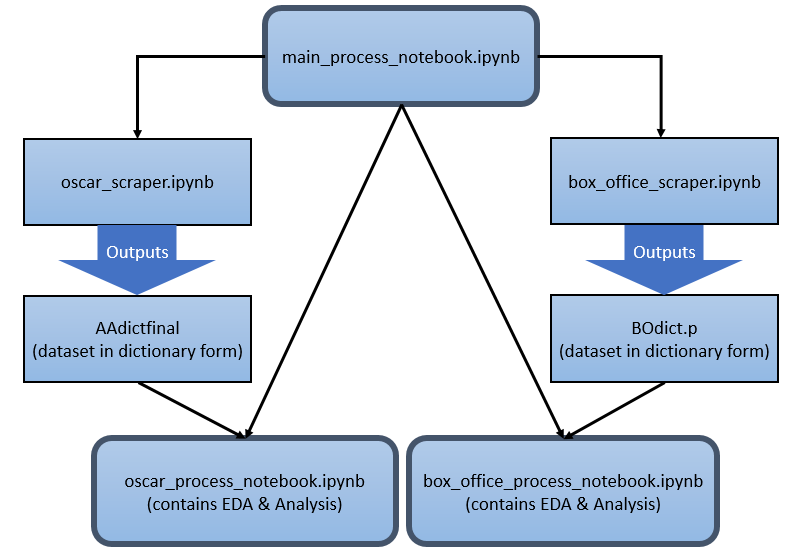 main_process_notebook.ipynb
oscar_scraper.ipynb
box_office_scraper.ipynb
Outputs
Outputs
AAdictfinal
(dataset in dictionary form)
BOdict.p
(dataset in dictionary form)
oscar_process_notebook.ipynb
(contains EDA & Analysis)
box_office_process_notebook.ipynb
(contains EDA & Analysis)